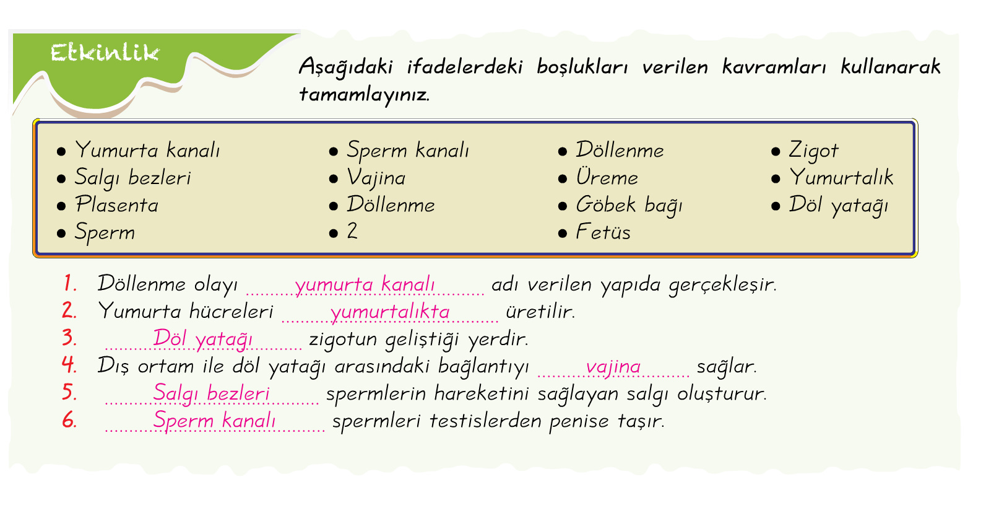 Etkinlik
Aşağıdaki ifadelerdeki boşlukları verilen kavramları kullanarak
tamamlayınız.
• Yumurta kanalı • Sperm kanalı • Döllenme • Zigot
• Salgı bezleri • Vajina • Üreme • Yumurtalık
• Plasenta • Döllenme • Göbek bağı • Döl yatağı
• Sperm • 2 • Fetüs
1. Döllenme olayı yumurta kanalı adı verilen yapıda gerçekleşir.
2. Yumurta hücreleri yumurtalıkta üretilir.
3. Döl yatağı zigotun geliştiği yerdir.
4. Dış ortam ile döl yatağı arasındaki bağlantıyı vajina sağlar.
5. Salgı bezleri spermlerin hareketini sağlayan salgı oluşturur.
6. Sperm kanalı spermleri testislerden penise taşır.